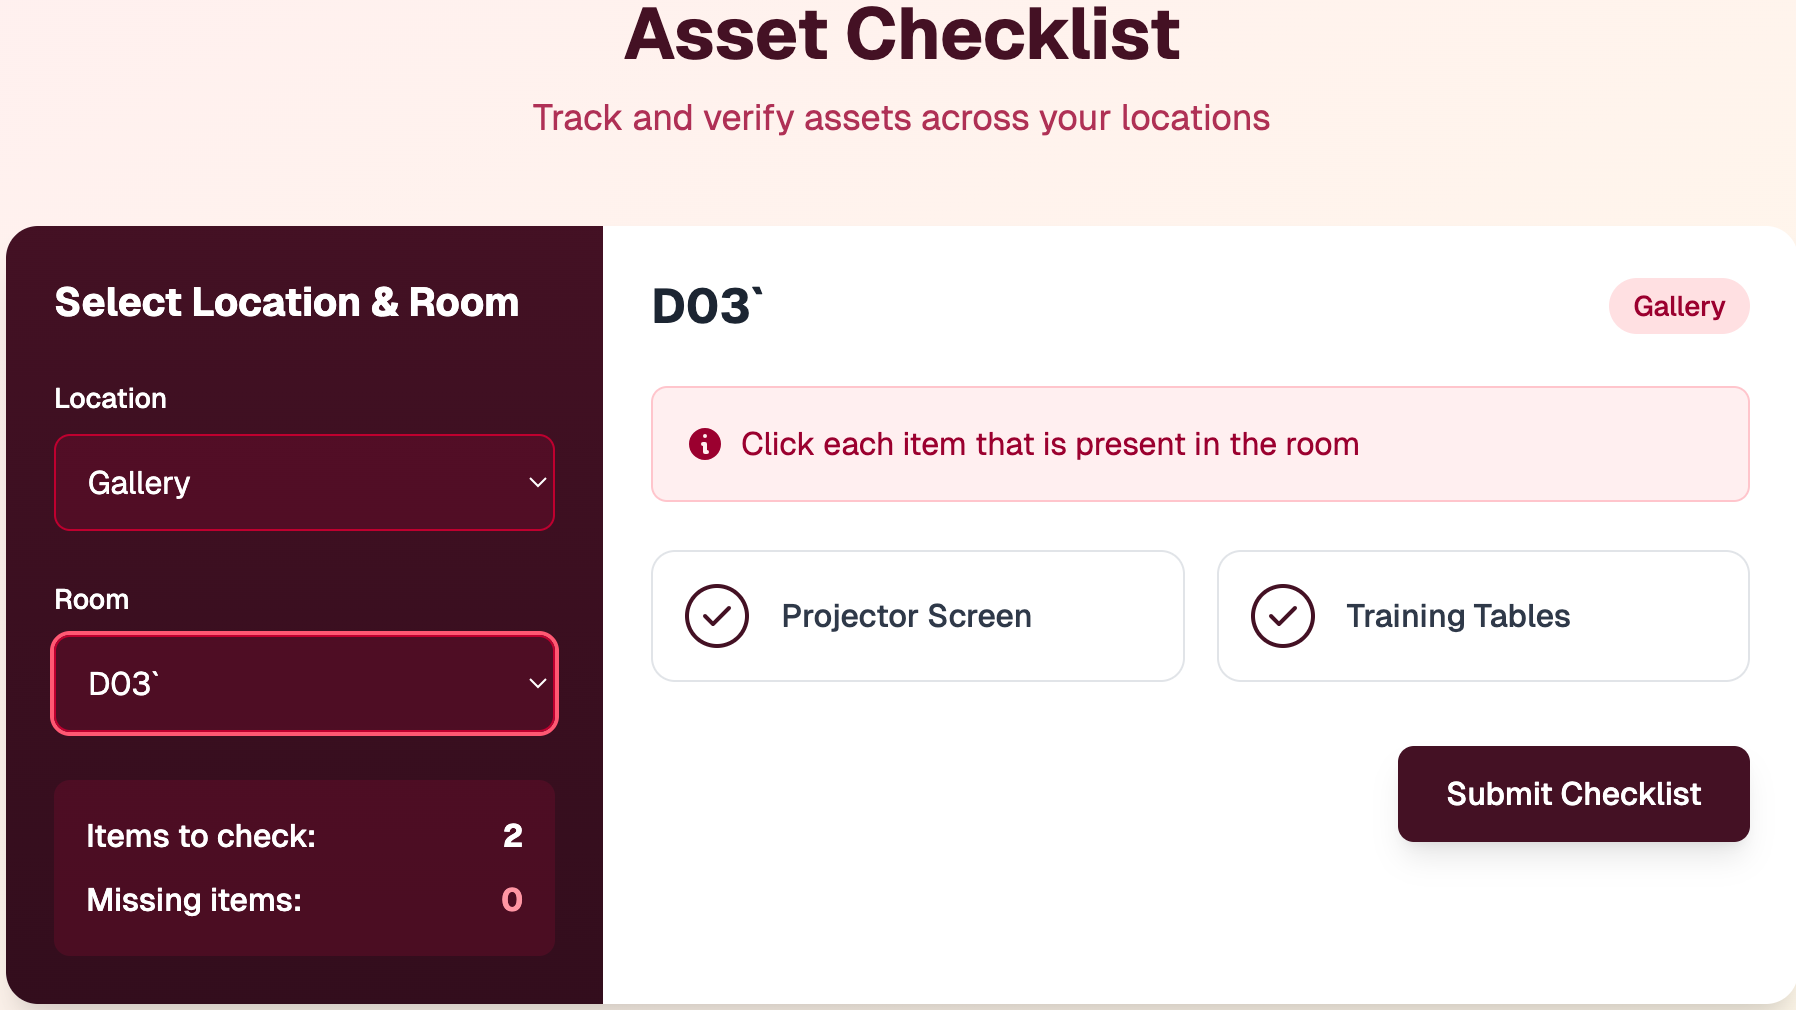 Asset Checklist
Track and verify assets across your locations
Select Location & Room
Location
Gallery
Room
D03`
Items to check: 2
Missing items: 0
D03`
Gallery
Click each item that is present in the room
Projector Screen
Training Tables
Submit Checklist